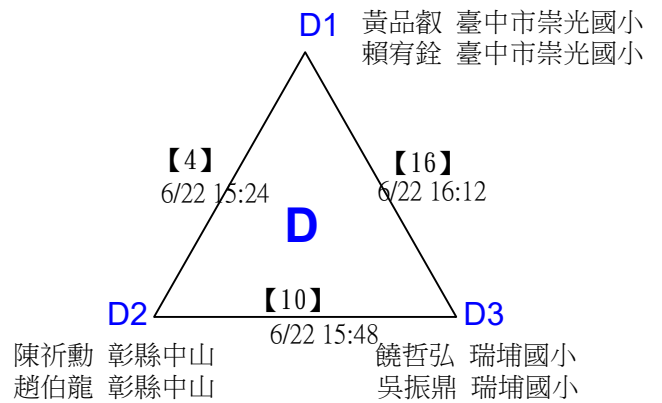 D1 黃品叡 臺中市崇光國小
賴宥銓 臺中市崇光國小
【4】
6/22 15:24
【16】
6/22 16:12
D
【10】
6/22 15:48
D2
D3
陳祈勳 彰縣中山
趙伯龍 彰縣中山
饒哲弘 瑞埔國小
吳振鼎 瑞埔國小